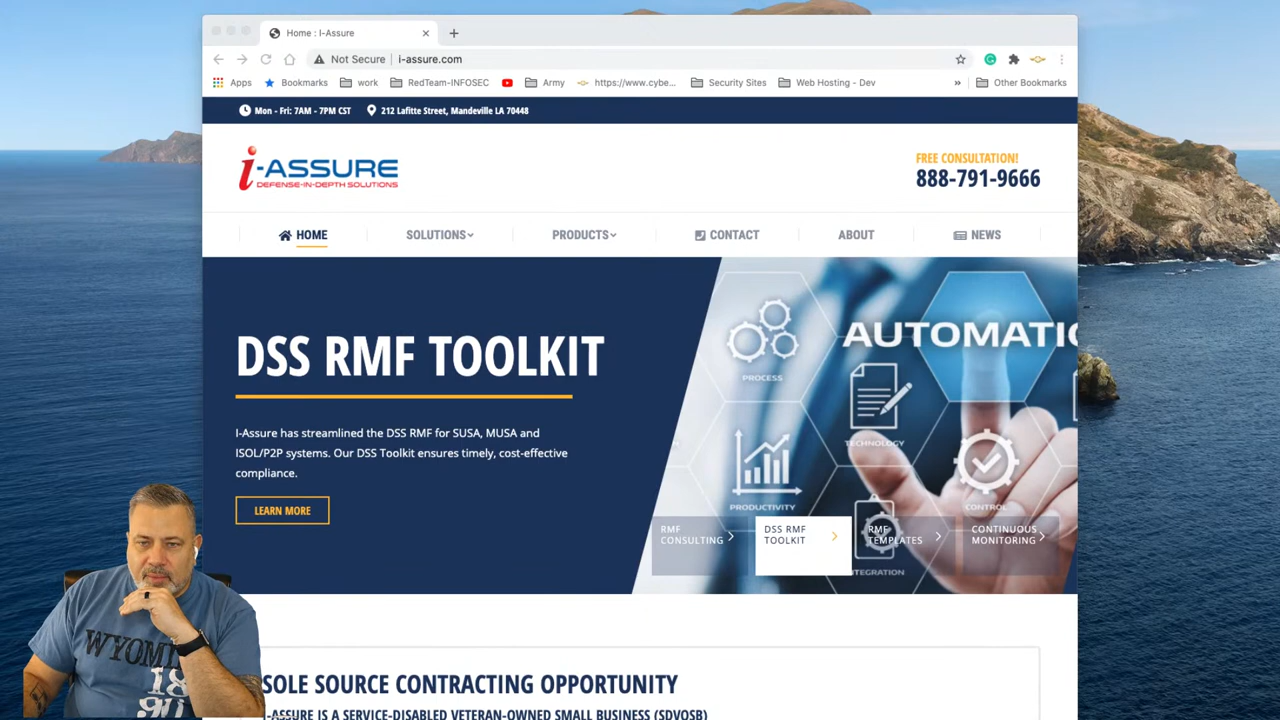 Home : I-Assure
Not Secure | i-assure.com
Apps Bookmarks work RedTeam-INFOSEC Army https://www.cybe... Security Sites Web Hosting - Dev » Other Bookmarks
Mon - Fri: 7AM - 7PM CST 212 Lafitte Street, Mandeville LA 70448
i-ASSURE
DEFENSE-IN-DEPTH SOLUTIONS
FREE CONSULTATION!
888-791-9666
HOME SOLUTIONS PRODUCTS CONTACT ABOUT NEWS
DSS RMF TOOLKIT
I-Assure has streamlined the DSS RMF for SUSA, MUSA and
ISOL/P2P systems. Our DSS Toolkit ensures timely, cost-effective
compliance.
LEARN MORE
AUTOMATIC
PROCESS
TECHNOLOGY
PRODUCTIVITY
CONTROL
NTEGRATION
RMF
CONSULTING
DSS RMF
TOOLKIT
RMF
TEMPLATES
CONTINUOUS
MONITORING
SOLE SOURCE CONTRACTING OPPORTUNITY
I-ASSURE IS A SERVICE-DISABLED VETERAN-OWNED SMALL BUSINESS (SDVOSB)
WYOMI
18
90